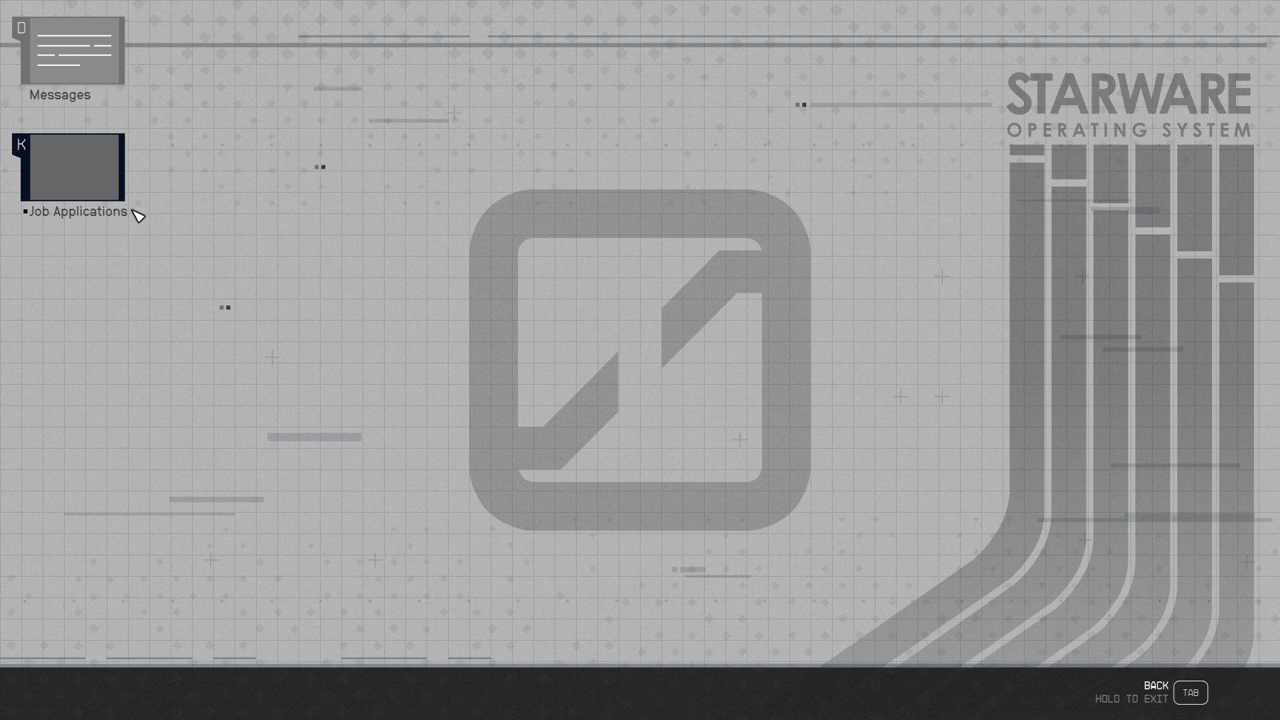 D
Messages
K
Job Applications
STARWARE
OPERATING SYSTEM
BACK
HOLD TO EXIT
TAB